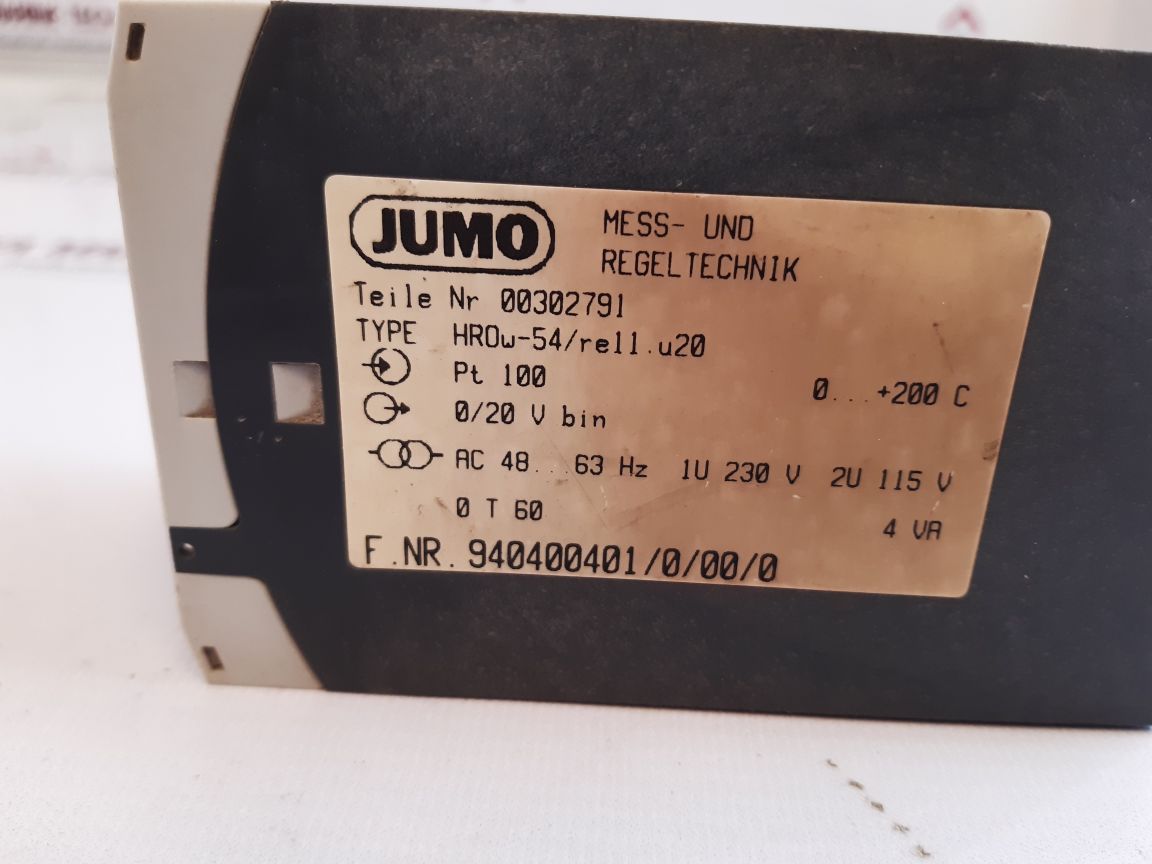 JUMO MESS- UND
REGELTECHNIK
Teile Nr 00302791
TYPE HROw-54/re11.u20
Pt 100 0...+200 C
0/20 V bin
AC 48...63 Hz 1U 230 V 2U 115 V
0 T 60 4 VA
F.NR. 940400401/0/00/0